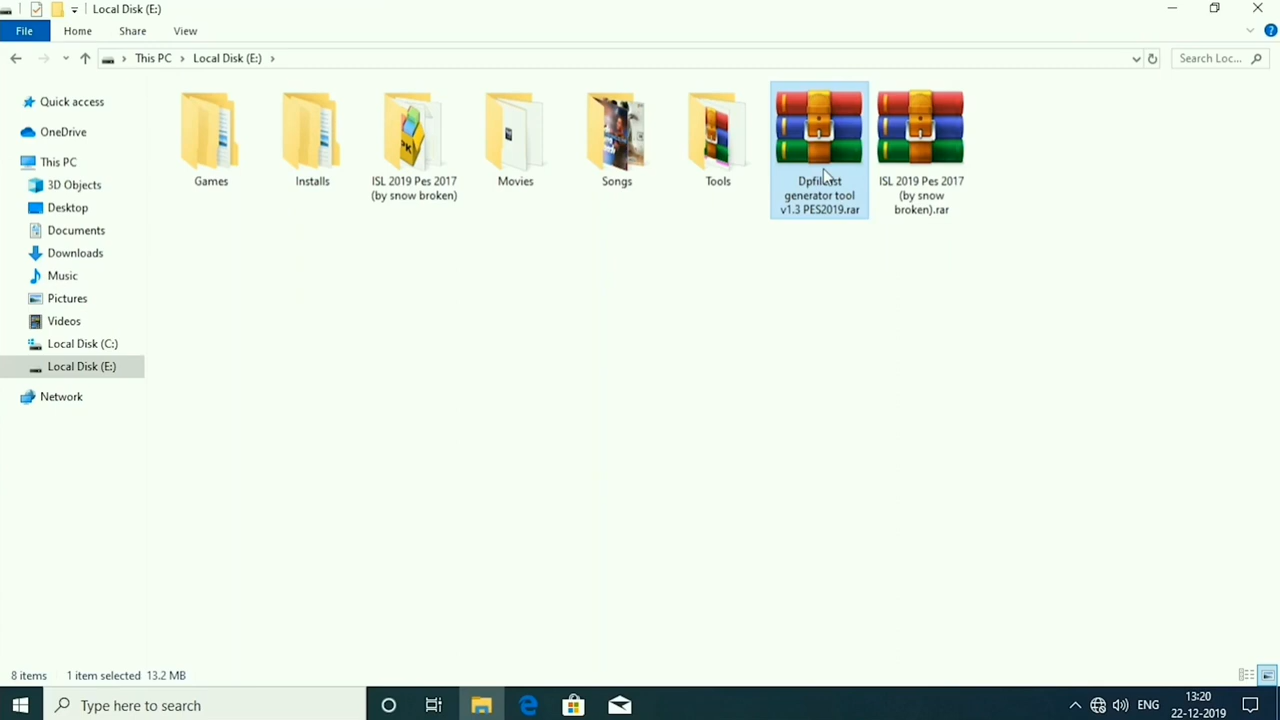 Local Disk (E:)
File
Home
Share
View
This PC
Local Disk (E:)
Search Loc...
Quick access
OneDrive
This PC
3D Objects
Desktop
Documents
Downloads
Music
Pictures
Videos
Local Disk (C:)
Local Disk (E:)
Network
Games
Installs
ISL 2019 Pes 2017
(by snow broken)
Movies
Songs
Tools
generator tool
v1.3 PES2019.rar
ISL 2019 Pes 2017
(by snow
broken).rar
8 items
1 item selected 13.2 MB
Type here to search
ENG
13:20
22-12-2019